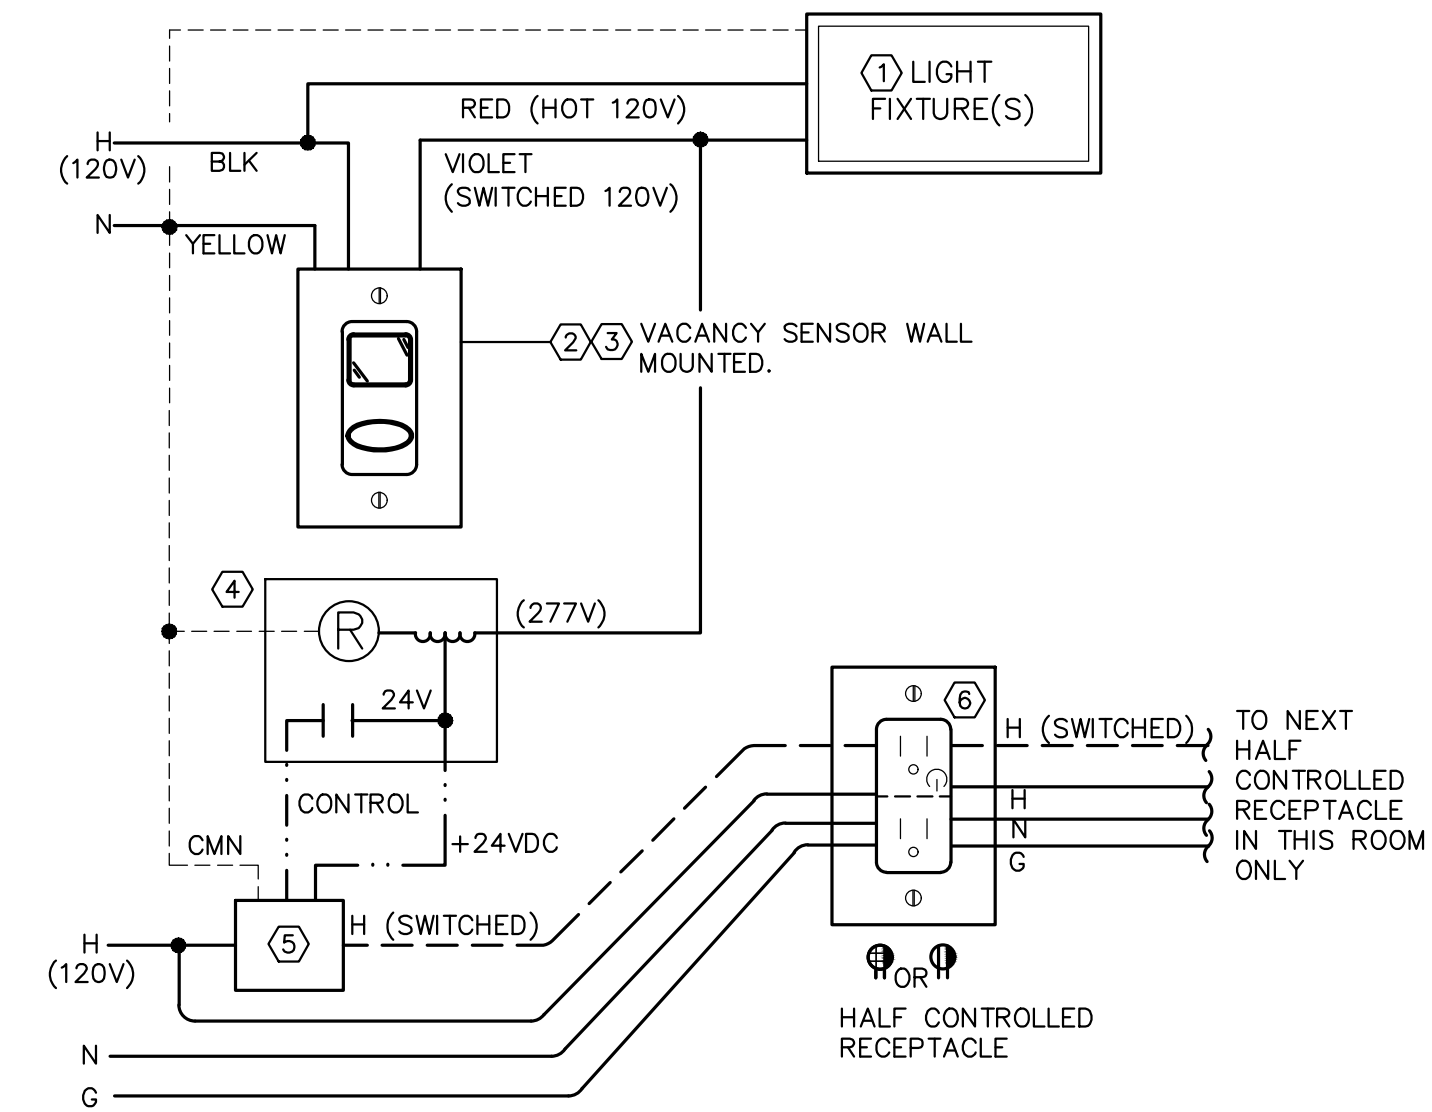 1 LIGHT
FIXTURE(S)
RED (HOT 120V)
H
(120V)
BLK
VIOLET
(SWITCHED 120V)
N
YELLOW
2 3 VACANCY SENSOR WALL
MOUNTED.
4
(277V)
R
24V
6
H (SWITCHED)
TO NEXT
HALF
CONTROLLED
RECEPTACLE
IN THIS ROOM
ONLY
H
N
G
CONTROL
CMN
+24VDC
H (SWITCHED)
H
(120V)
5
OR
HALF CONTROLLED
RECEPTACLE
N
G